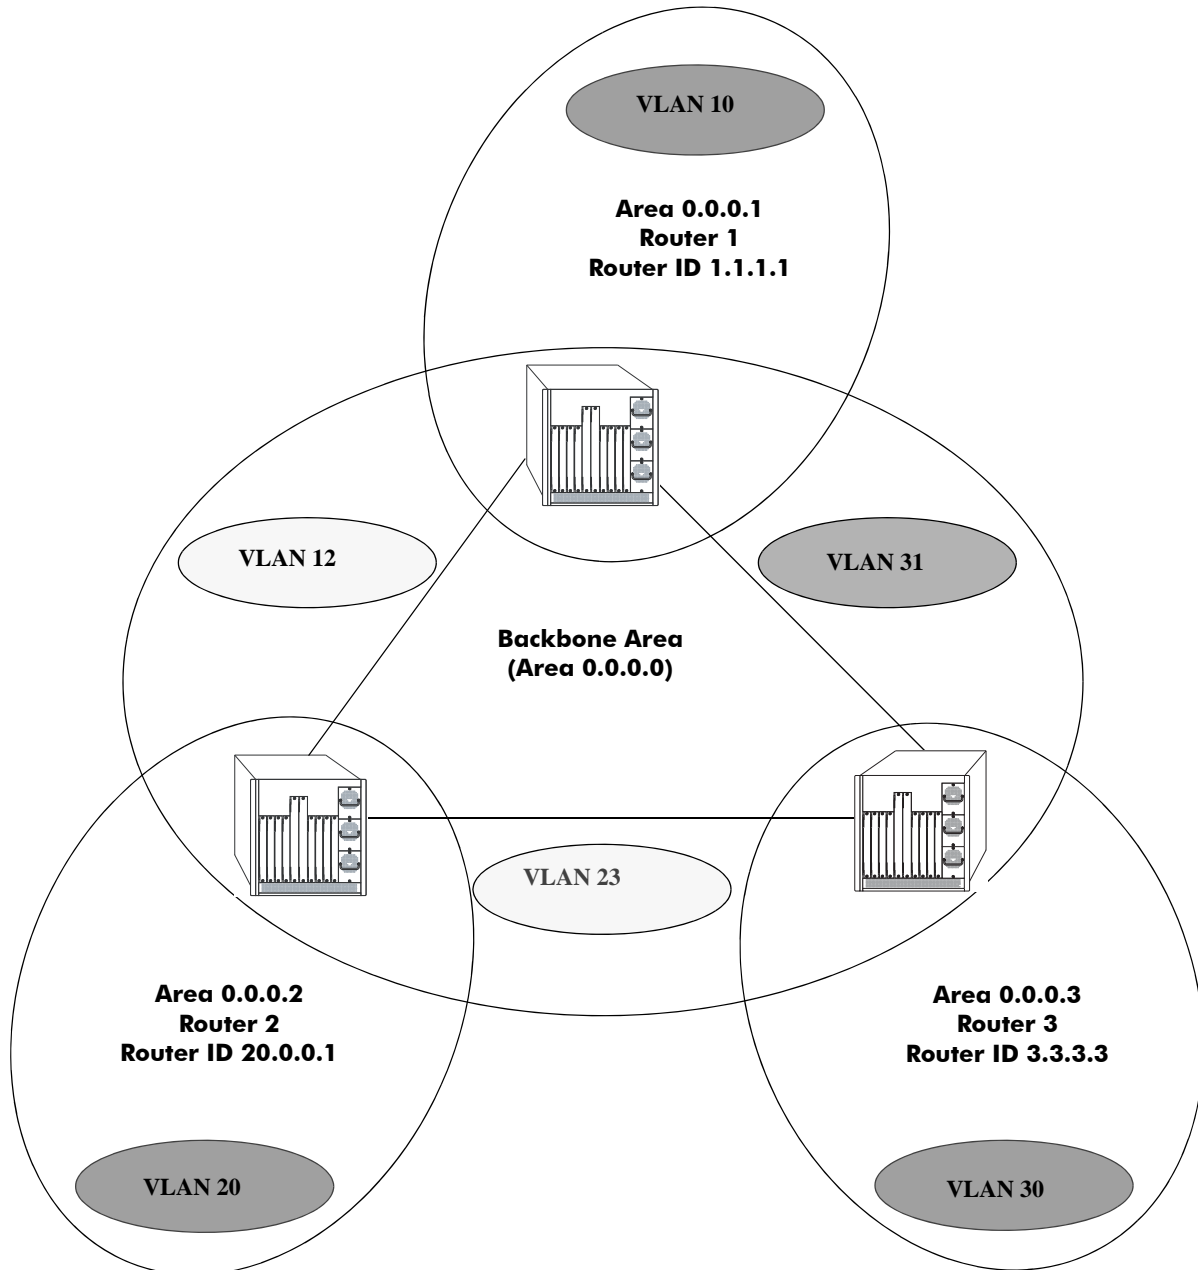 VLAN 10
Area 0.0.0.1
Router 1
Router ID 1.1.1.1
VLAN 12
VLAN 31
Backbone Area
(Area 0.0.0.0)
VLAN 23
Area 0.0.0.2
Router 2
Router ID 20.0.0.1
Area 0.0.0.3
Router 3
Router ID 3.3.3.3
VLAN 20
VLAN 30